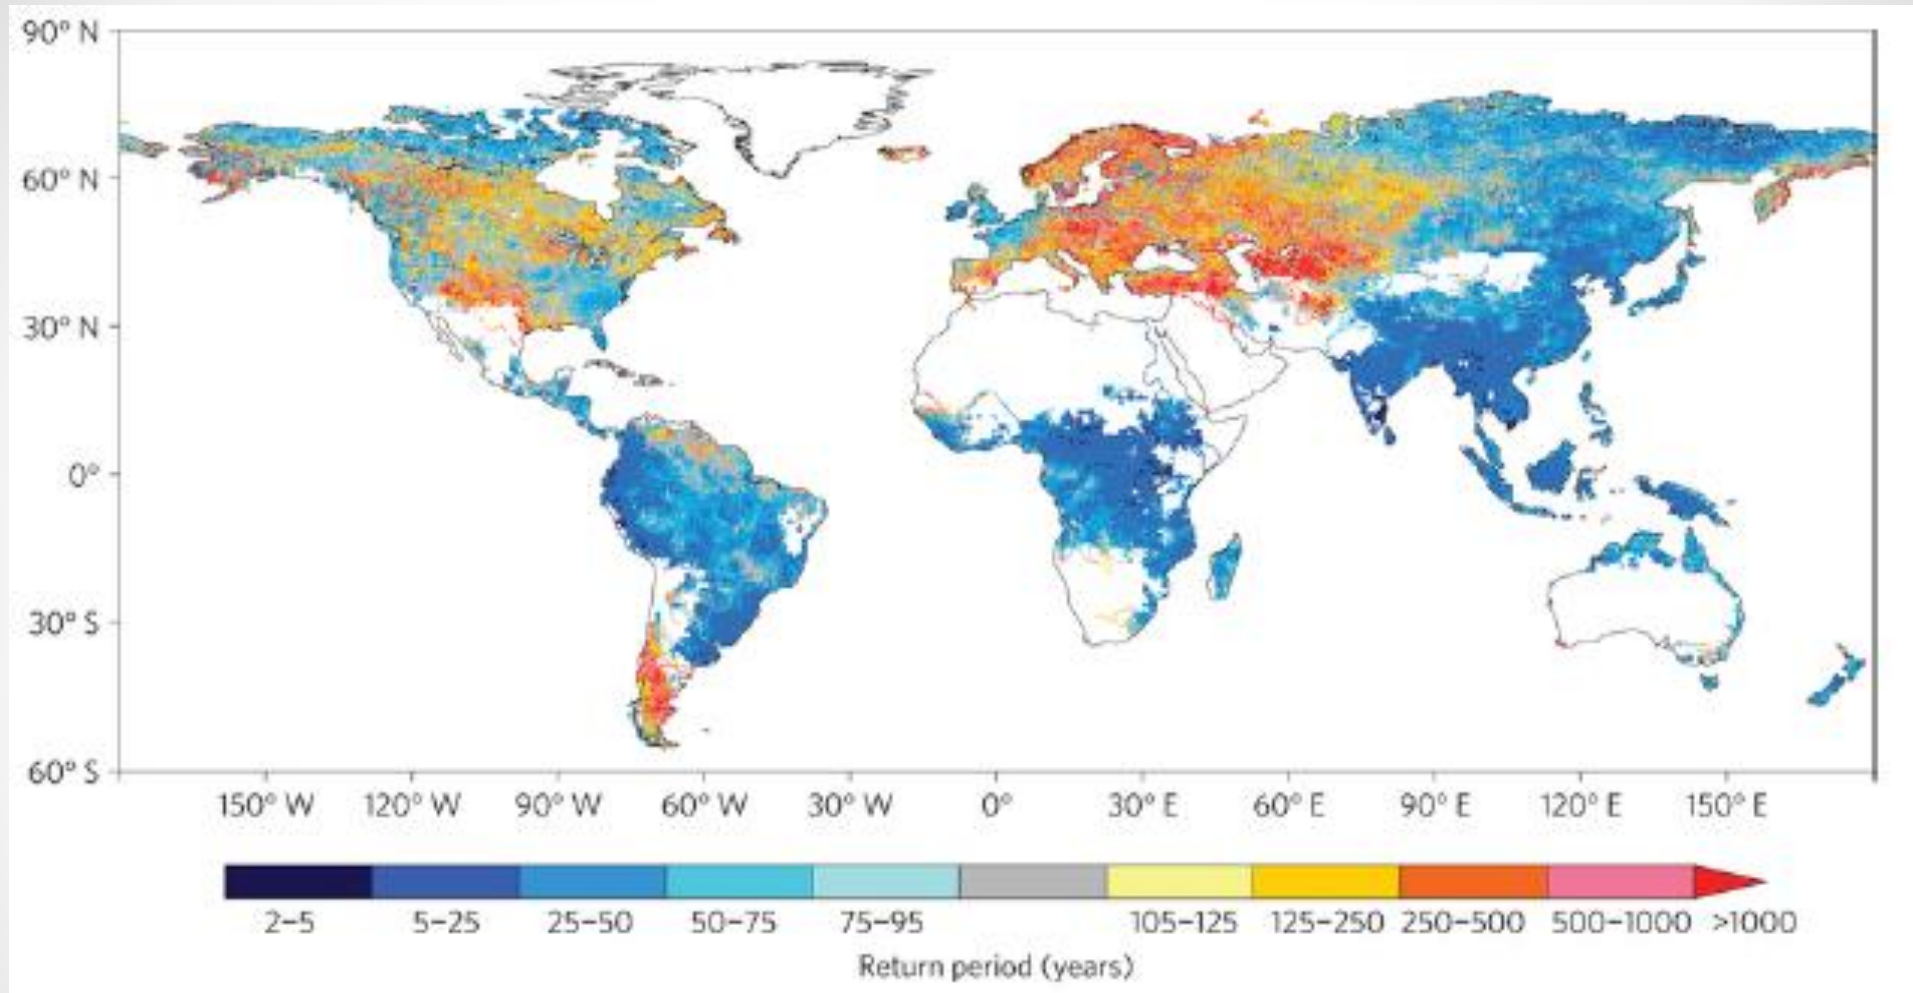 90° N
60° N
30° N
0°
30° S
60° S
150° W 120° W 90° W 60° W 30° W 0° 30° E 60° E 90° E 120° E 150° E
2–5 5–25 25–50 50–75 75–95 105–125 125–250 250–500 500–1000 >1000
Return period (years)